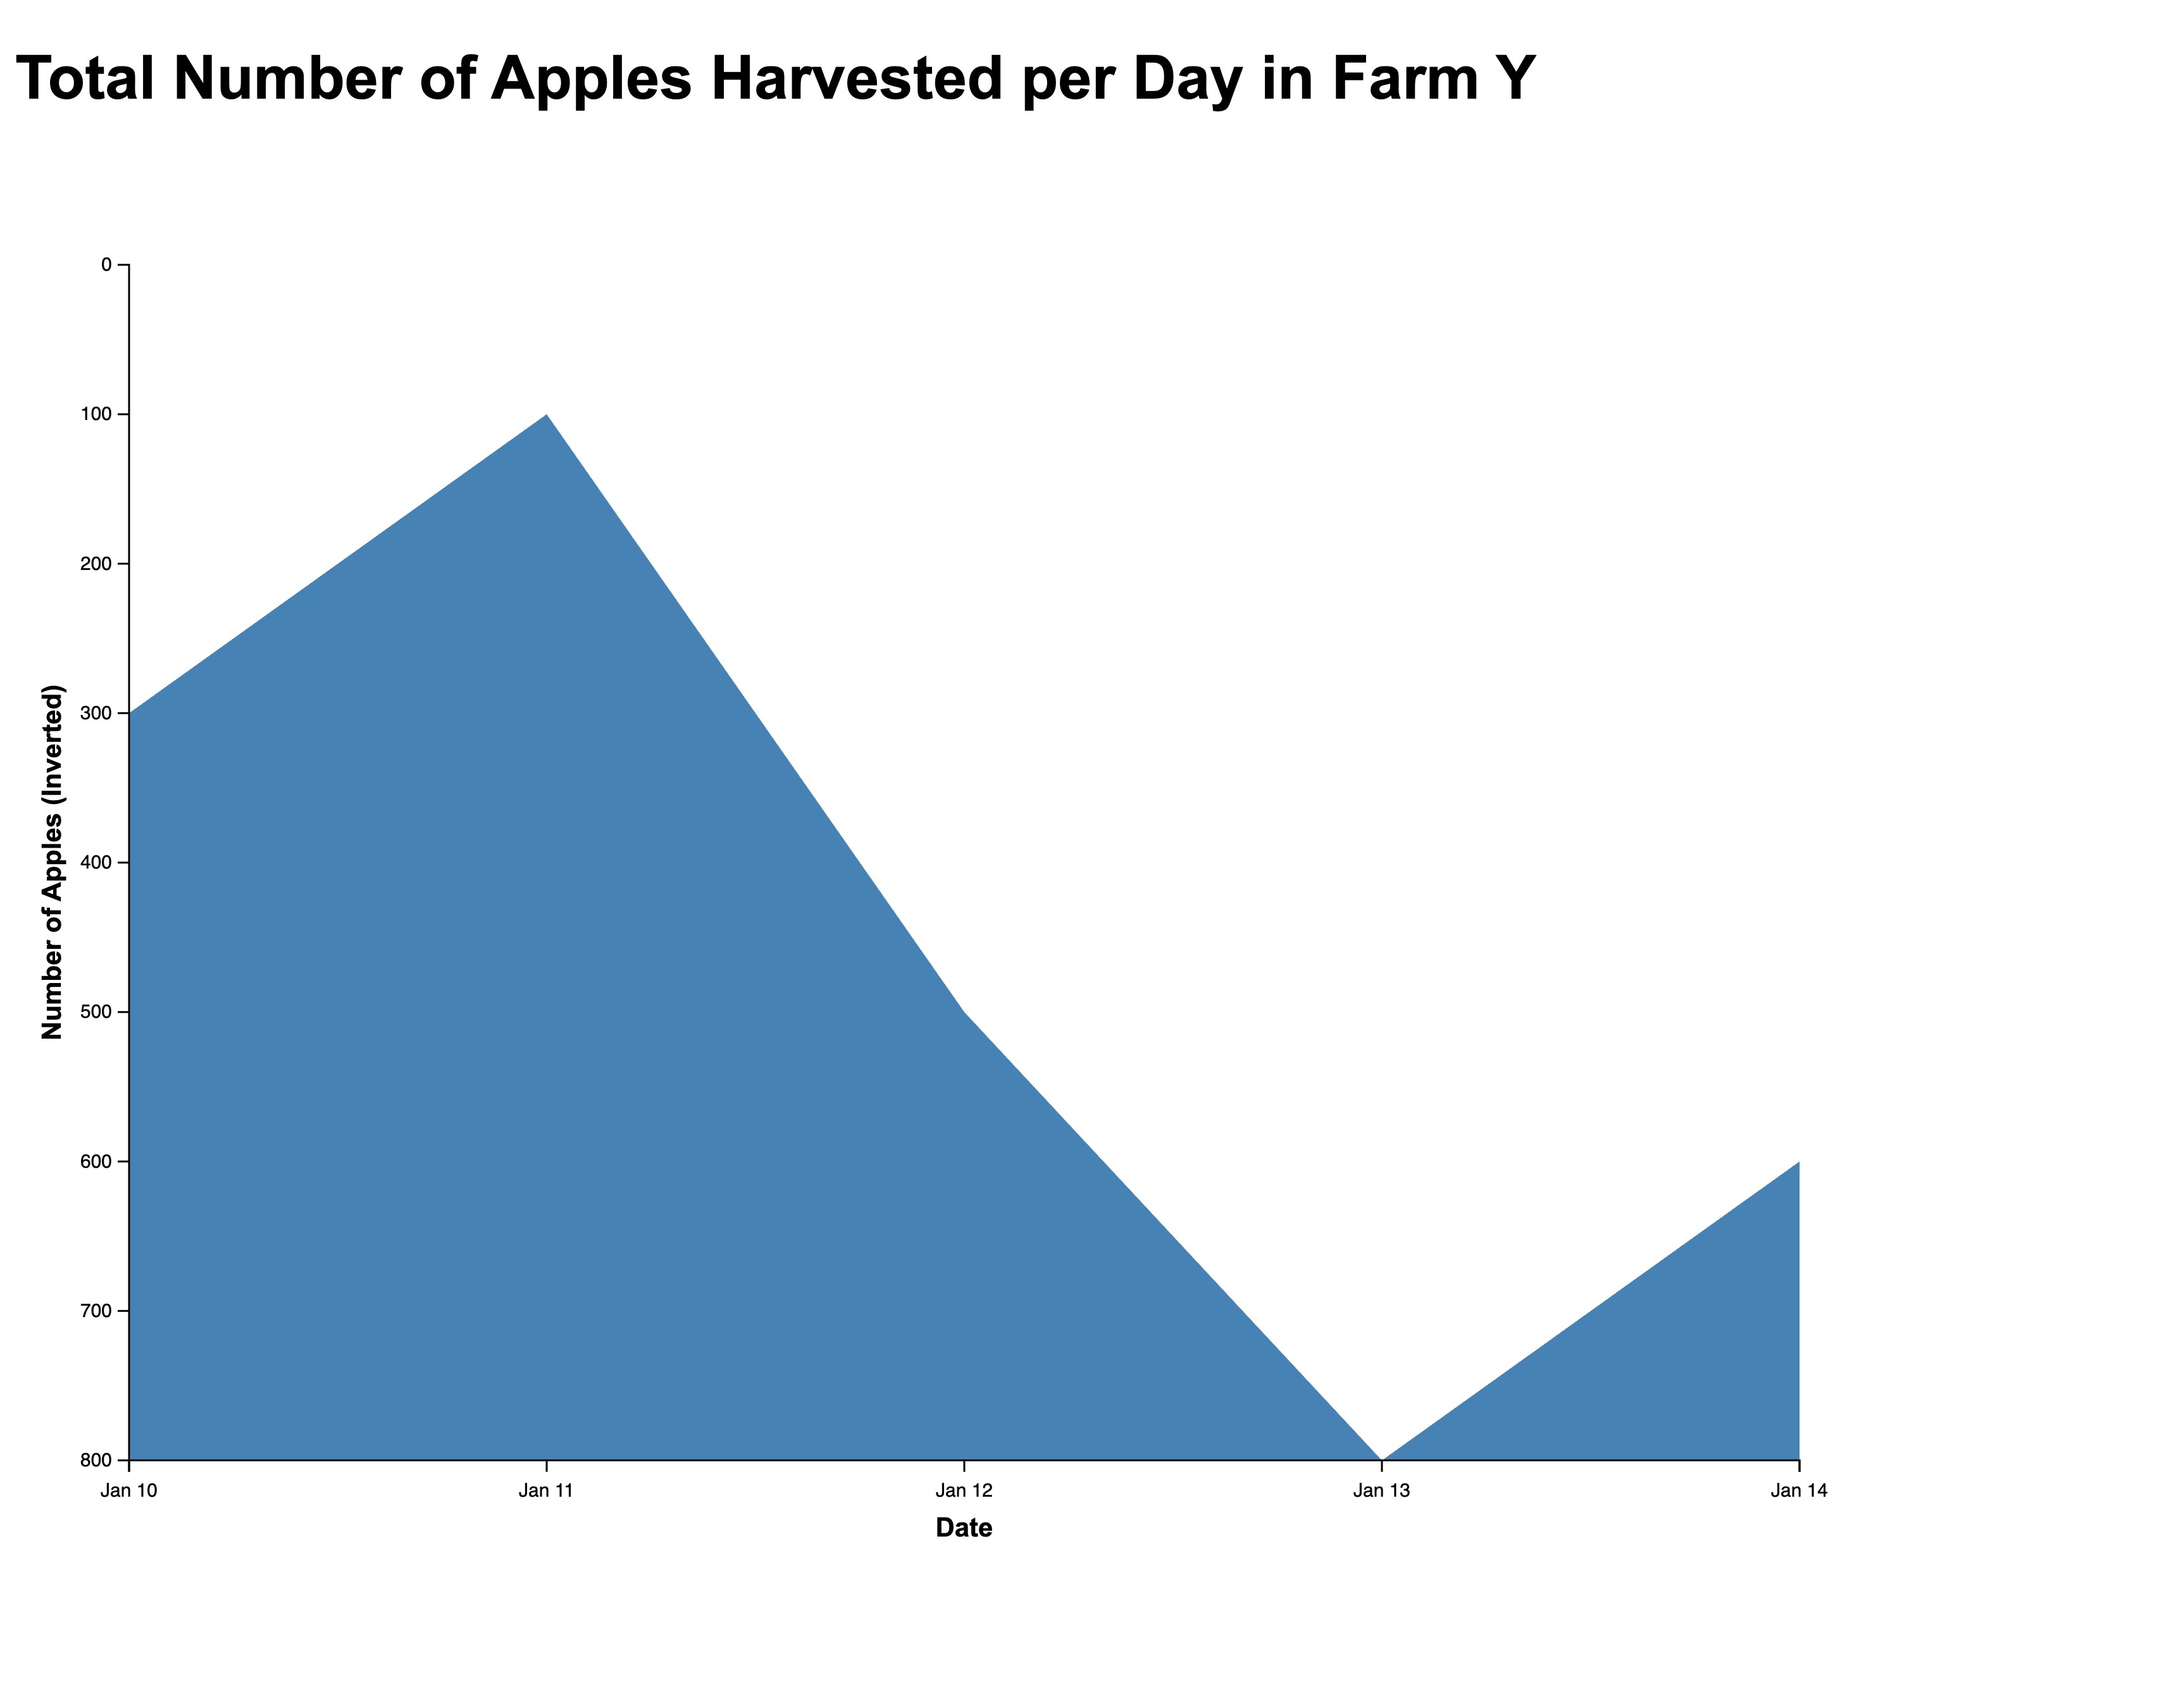 Total Number of Apples Harvested per Day in Farm Y
0
100
200
300
400
500
600
700
800
Number of Apples (Inverted)
Jan 10 Jan 11 Jan 12 Jan 13 Jan 14
Date